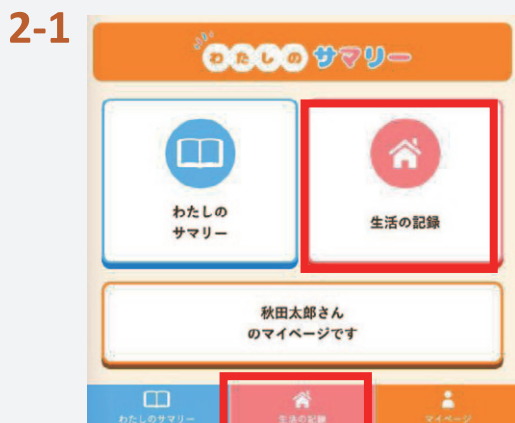 2-1
わたしのサマリー
わたしの
サマリー
生活の記録
秋田太郎さん
のマイページです
わたしのサマリー
生活の記録
マイページ